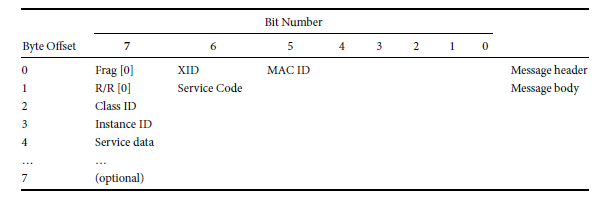 Bit Number
Byte Offset 7 6 5 4 3 2 1 0
0 Frag [0] XID MAC ID Message header
1 R/R [0] Service Code Message body
2 Class ID
3 Instance ID
4 Service data
... ...
7 (optional)